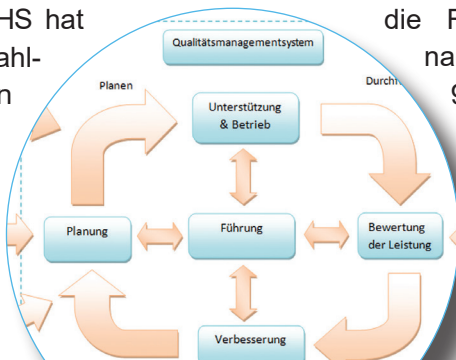 HS hat
die
Qualitätsmanagementsystem
Planen
Unterstützung
& Betrieb
Planung
Führung
Bewertung
der Leistung
Verbesserung